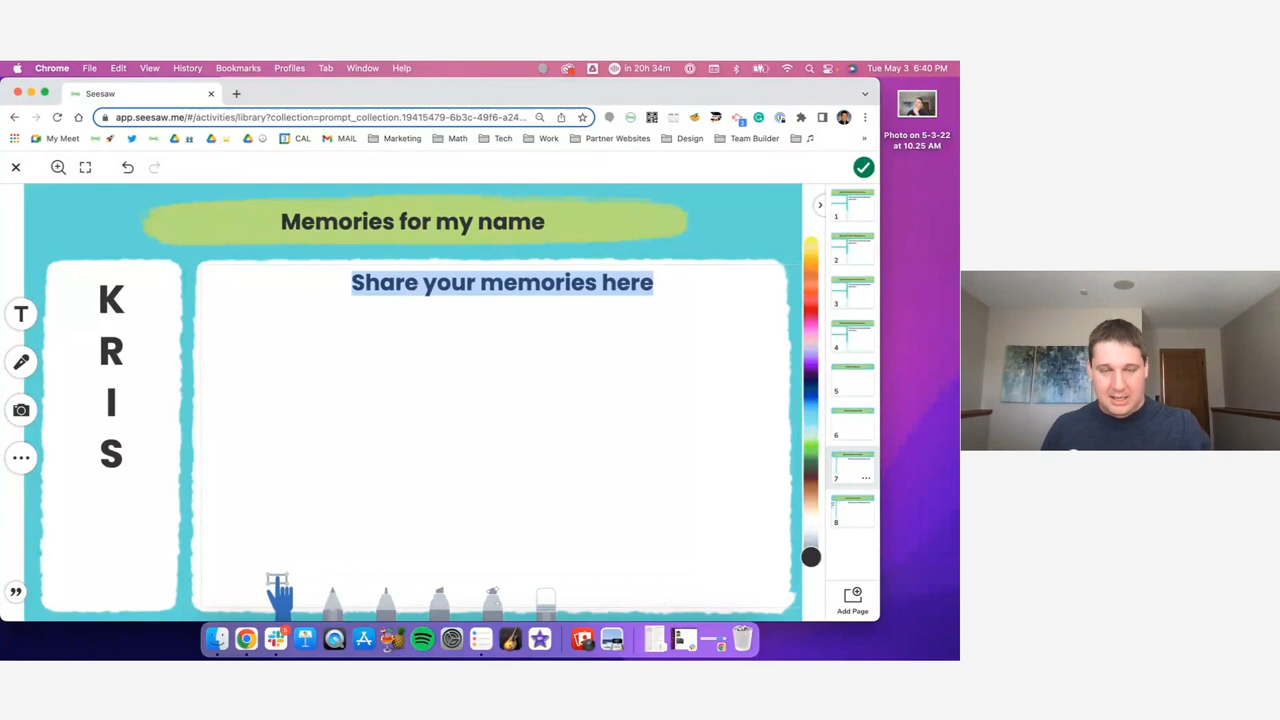 Chrome File Edit View History Bookmarks Profiles Tab Window Help in 20h 34m Tue May 3 6:40 PM
Seesaw
app.seesaw.me/#/activities/library?collection=prompt_collection.19415479-6b3c-49f6-a24...
My Meet CAL MAIL Marketing Math Tech Work Partner Websites Design Team Builder »
Photo on 5-3-22
at 10.25 AM
Memories for my name
Share your memories here
K
R
I
S
T
1
2
3
4
5
6
7
8
Add Page